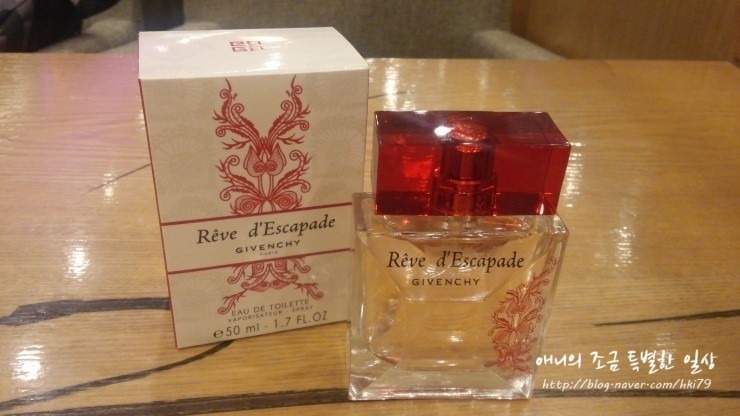 Rêve d'Escapade
GIVENCHY
PARIS
EAU DE TOILETTE
VAPORISATEUR - SPRAY
e 50 ml - 1.7 FL.OZ
Rêve d'Escapade
GIVENCHY
애니의 조금 특별한 일상
http://blog.naver.com/hki79